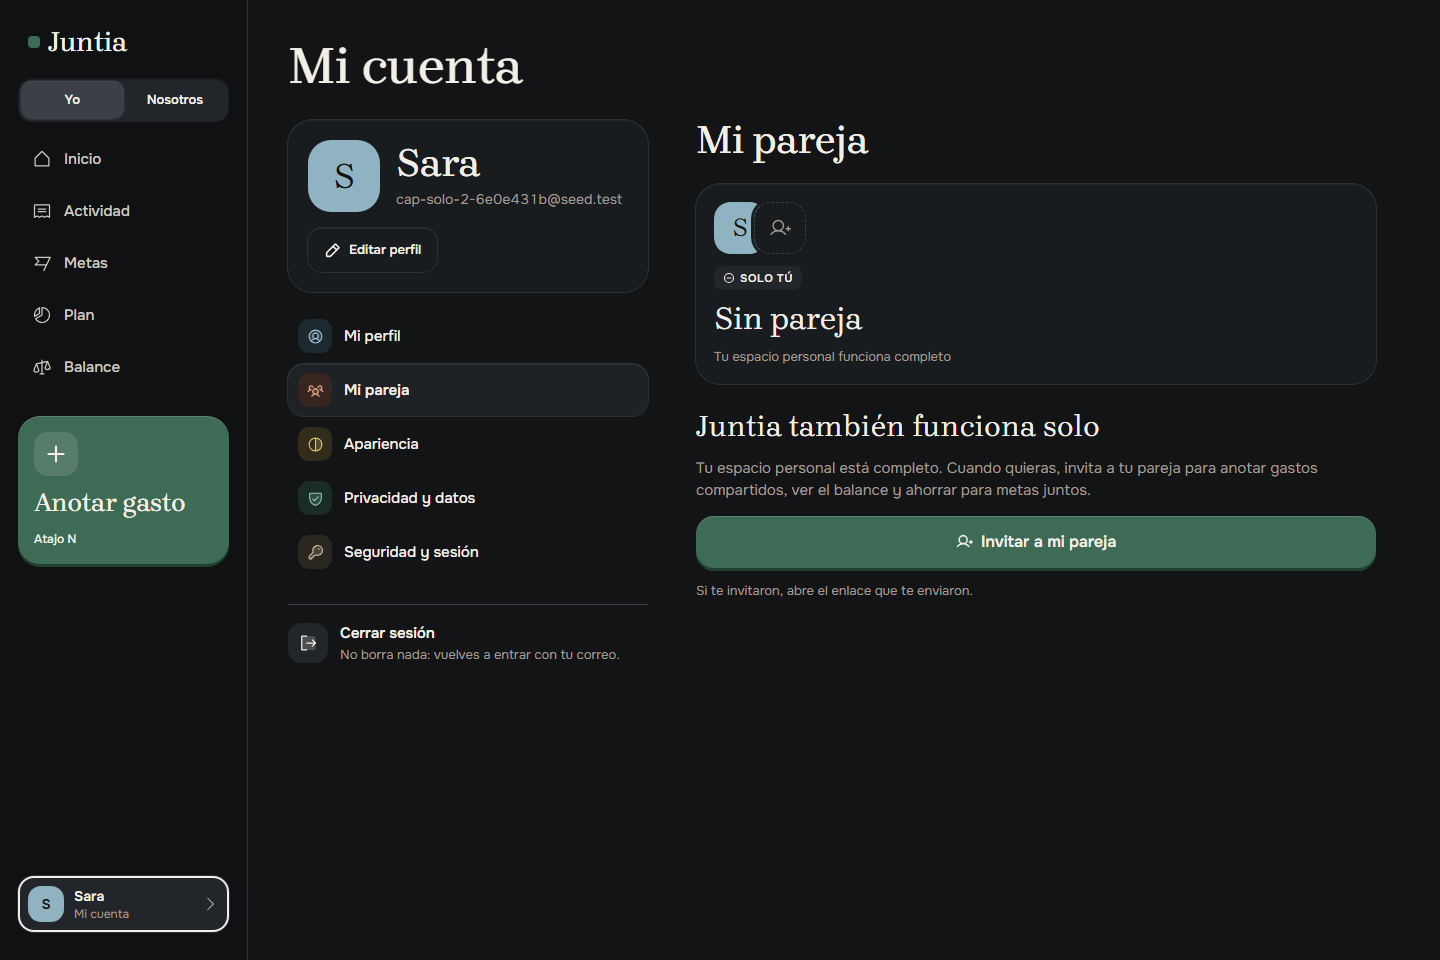 Juntia
Yo
Nosotros
Inicio
Actividad
Metas
Plan
Balance
Anotar gasto
Atajo N
S
Sara
Mi cuenta
Mi cuenta
S
Sara
cap-solo-2-6e0e431b@seed.test
Editar perfil
Mi perfil
Mi pareja
Apariencia
Privacidad y datos
Seguridad y sesión
Cerrar sesión
No borra nada: vuelves a entrar con tu correo.
Mi pareja
S
SOLO TÚ
Sin pareja
Tu espacio personal funciona completo
Juntia también funciona solo
Tu espacio personal está completo. Cuando quieras, invita a tu pareja para anotar gastos
compartidos, ver el balance y ahorrar para metas juntos.
Invitar a mi pareja
Si te invitaron, abre el enlace que te enviaron.